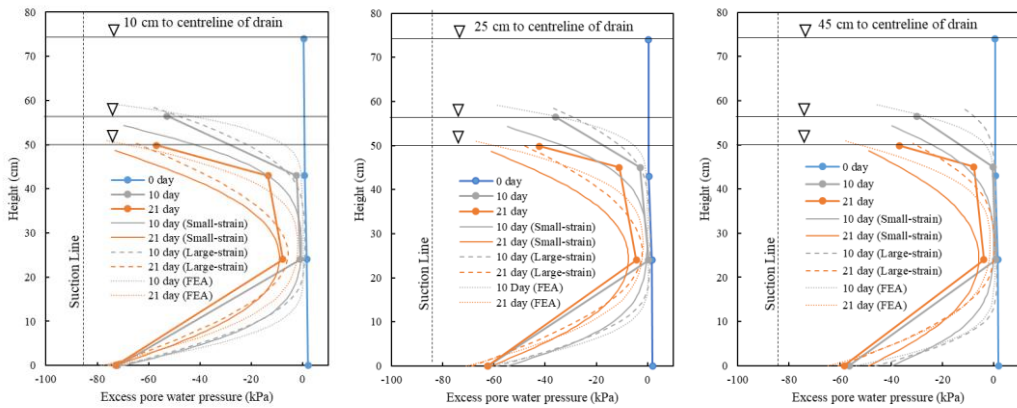 10 cm to centreline of drain
80
70
60
50
40
30
20
10
0
Height (cm)
Suction Line
0 day
10 day
21 day
10 day (Small-strain)
21 day (Small-strain)
10 day (Large-strain)
21 day (Large-strain)
10 day (FEA)
21 day (FEA)
-100 -80 -60 -40 -20 0
Excess pore water pressure (kPa)
25 cm to centreline of drain
80
70
60
50
40
30
20
10
0
Height (cm)
Suction Line
0 day
10 day
21 day
10 day (Small-strain)
21 day (Small-strain)
10 day (Large-strain)
21 day (Large-strain)
10 Day (FEA)
21 day (FEA)
-100 -80 -60 -40 -20 0
Excess pore water pressure (kPa)
45 cm to centreline of drain
80
70
60
50
40
30
20
10
0
Height (cm)
Suction Line
0 day
10 day
21 day
10 day (Small-strain)
21 day (Small-strain)
10 day (Large-strain)
21 day (Large-strain)
10 day (FEA)
21 day (FEA)
-100 -80 -60 -40 -20 0
Excess pore water pressure (kPa)